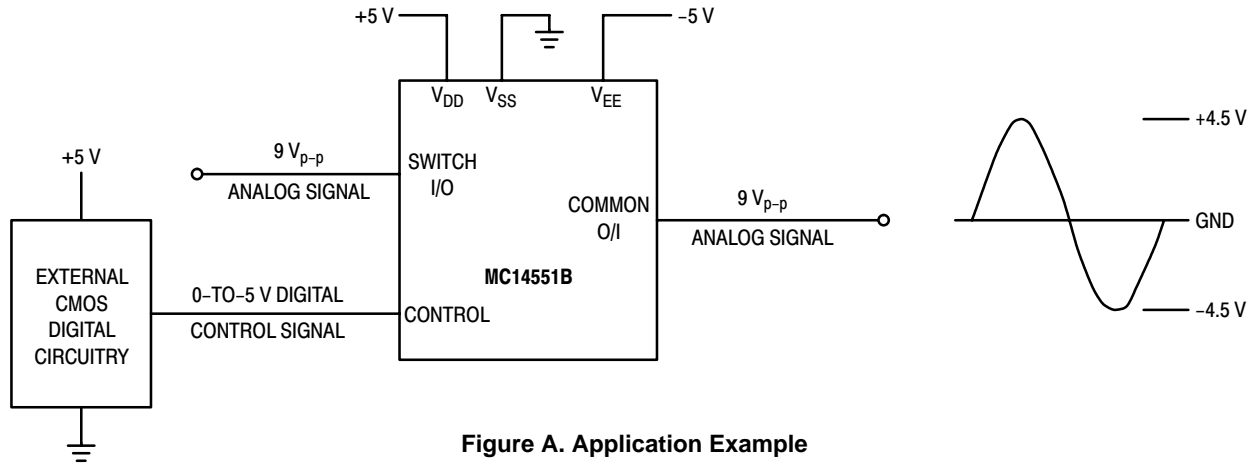 +5 V
−5 V
VDD
VSS
VEE
+4.5 V
+5 V
9 Vp−p
SWITCH
I/O
ANALOG SIGNAL
COMMON
O/I
9 Vp−p
ANALOG SIGNAL
GND
EXTERNAL
CMOS
DIGITAL
CIRCUITRY
MC14551B
0−TO−5 V DIGITAL
CONTROL SIGNAL
CONTROL
−4.5 V
Figure A. Application Example